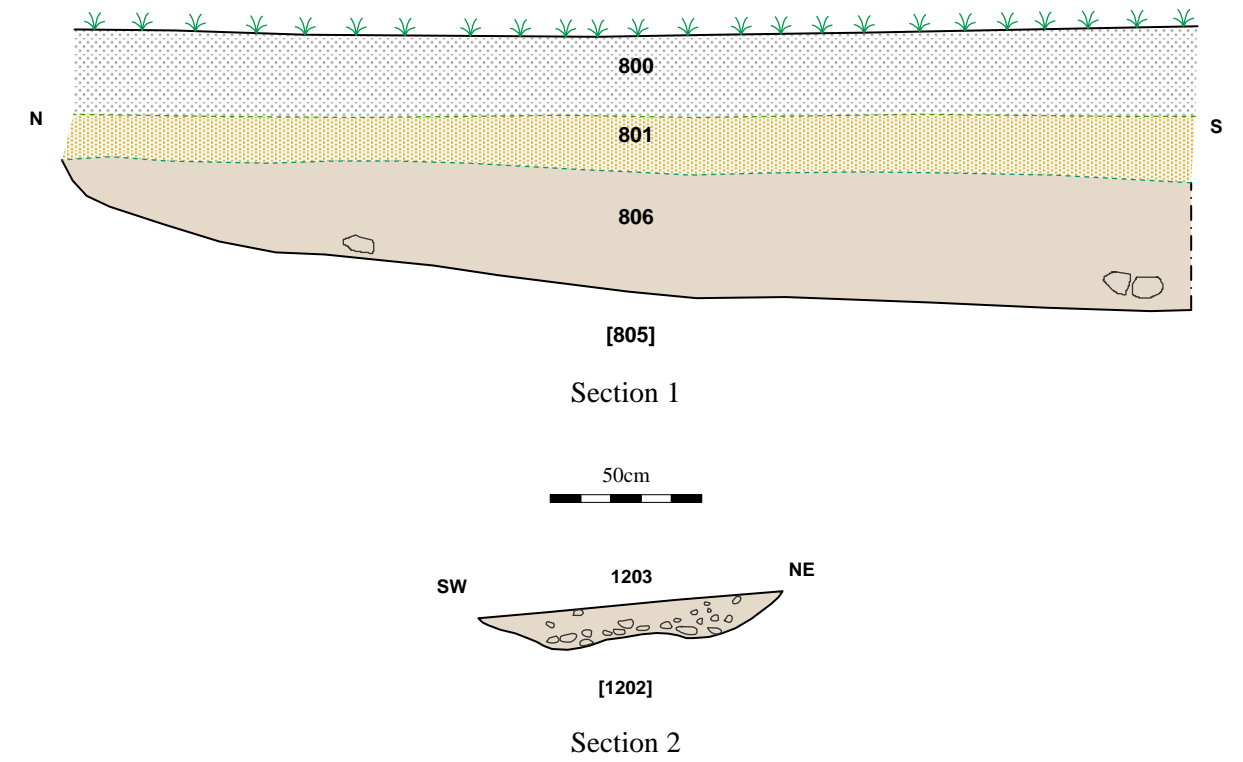 800
N
801
S
806
[805]
Section 1
50cm
SW
1203
NE
[1202]
Section 2